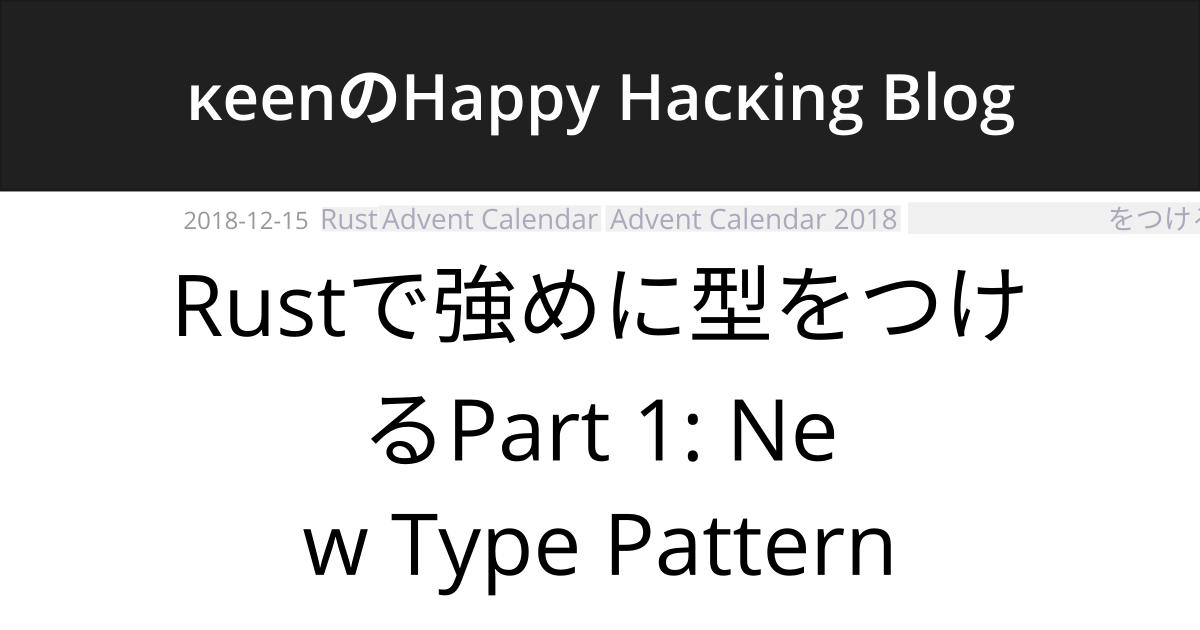 κeenのHappy Hacκing Blog
2018-12-15 Rust Advent Calendar Advent Calendar 2018 をつけ
Rustで強めに型をつけ
るPart 1: Ne
w Type Pattern